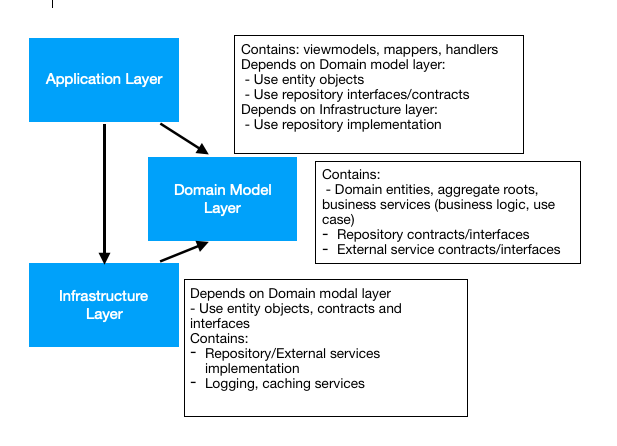 Application Layer
Contains: viewmodels, mappers, handlers
Depends on Domain model layer:
- Use entity objects
- Use repository interfaces/contracts
Depends on Infrastructure layer:
- Use repository implementation
Domain Model
Layer
Contains:
- Domain entities, aggregate roots,
business services (business logic, use
case)
- Repository contracts/interfaces
- External service contracts/interfaces
Infrastructure
Layer
Depends on Domain modal layer
- Use entity objects, contracts and
interfaces
Contains:
- Repository/External services
implementation
- Logging, caching services